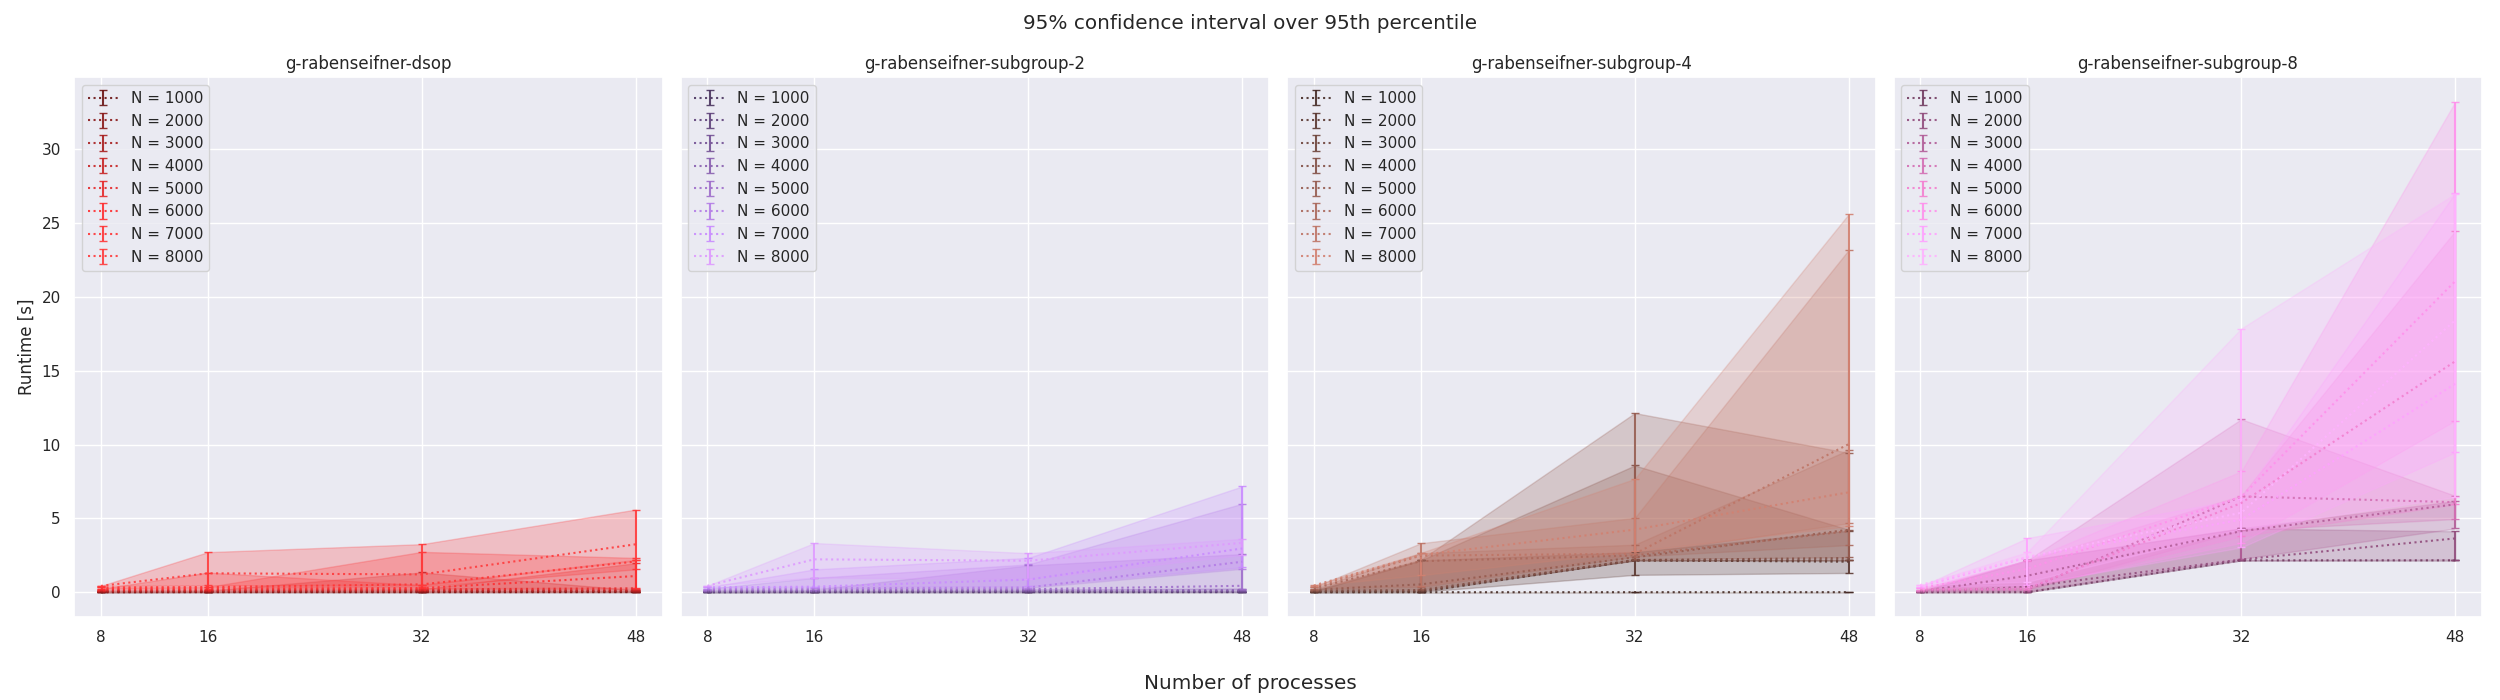 95% confidence interval over 95th percentile
g-rabenseifner-dsop
N = 1000
N = 2000
N = 3000
N = 4000
N = 5000
N = 6000
N = 7000
N = 8000
g-rabenseifner-subgroup-2
N = 1000
N = 2000
N = 3000
N = 4000
N = 5000
N = 6000
N = 7000
N = 8000
g-rabenseifner-subgroup-4
N = 1000
N = 2000
N = 3000
N = 4000
N = 5000
N = 6000
N = 7000
N = 8000
g-rabenseifner-subgroup-8
N = 1000
N = 2000
N = 3000
N = 4000
N = 5000
N = 6000
N = 7000
N = 8000
Runtime [s]
30
25
20
15
10
5
0
8 16 32 48
8 16 32 48
8 16 32 48
8 16 32 48
Number of processes